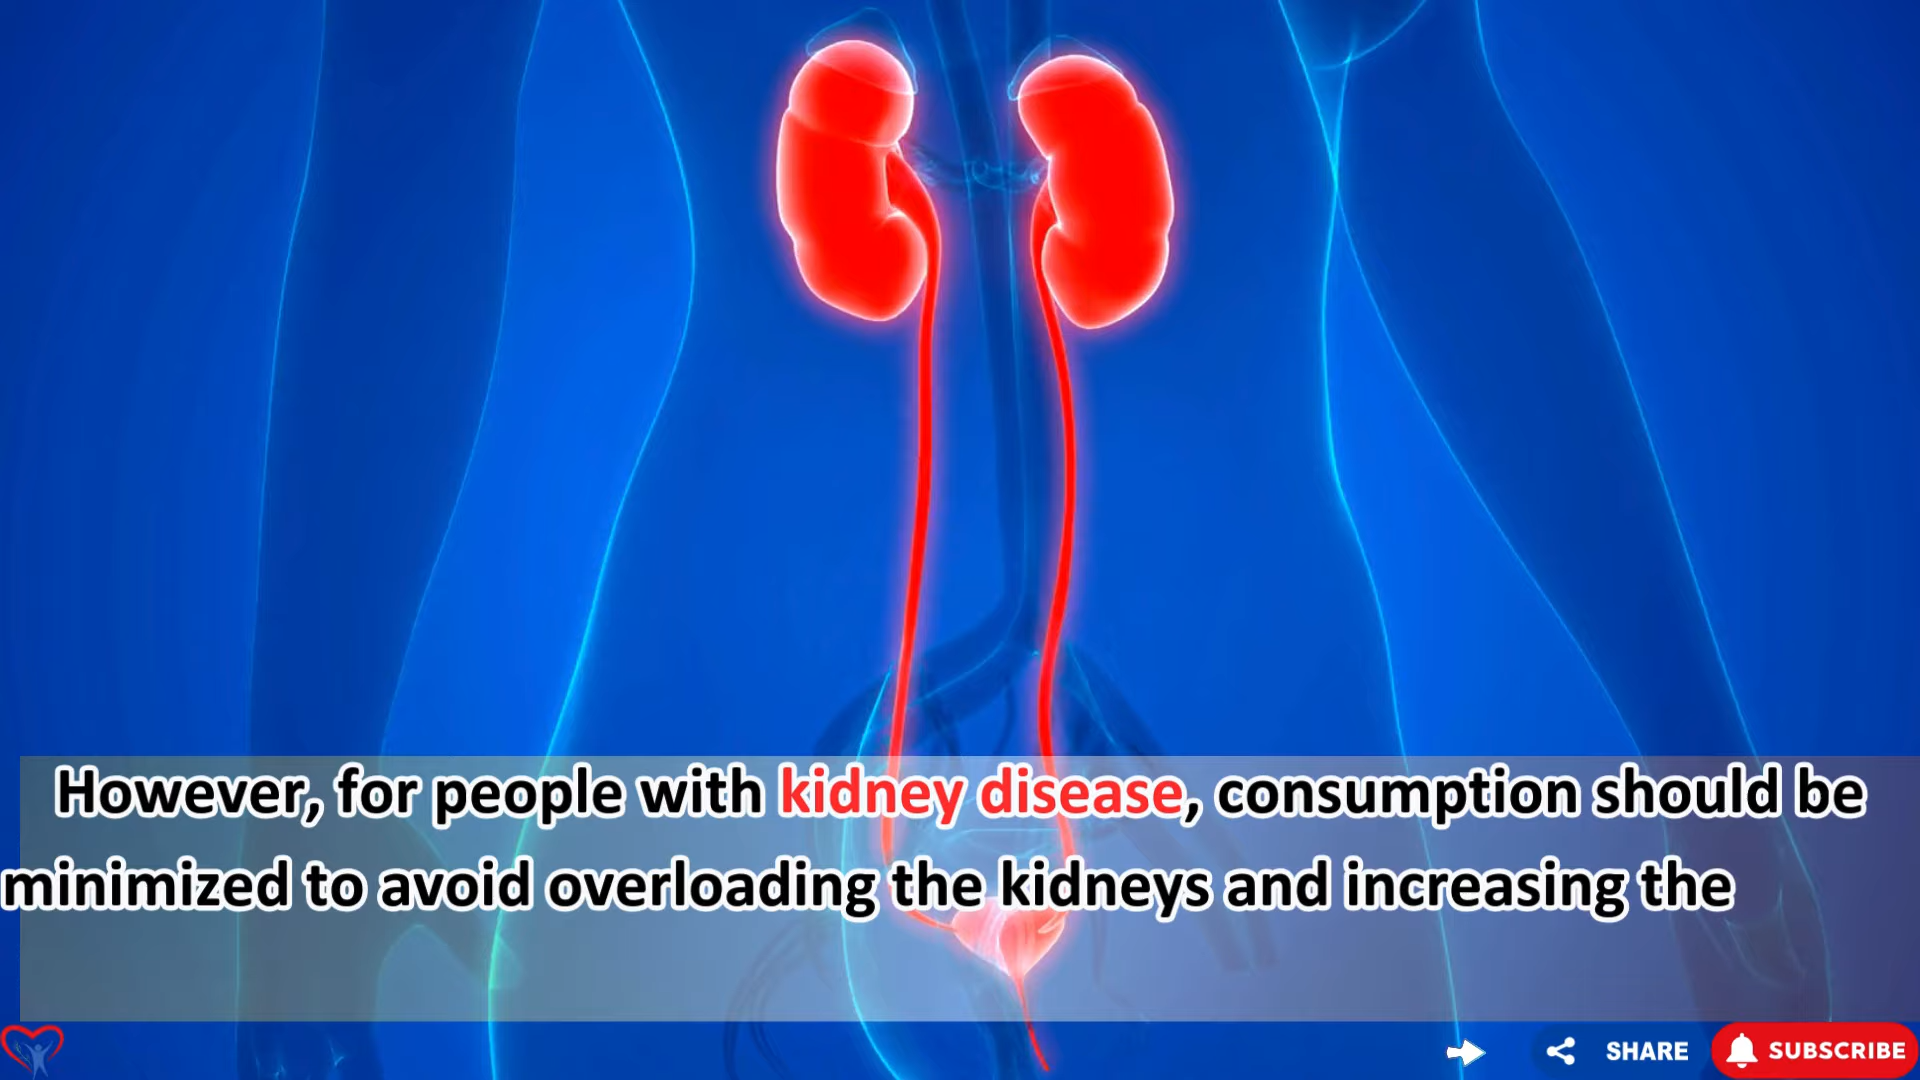 However, for people with kidney disease, consumption should be
minimized to avoid overloading the kidneys and increasing the
SHARE
SUBSCRIBE